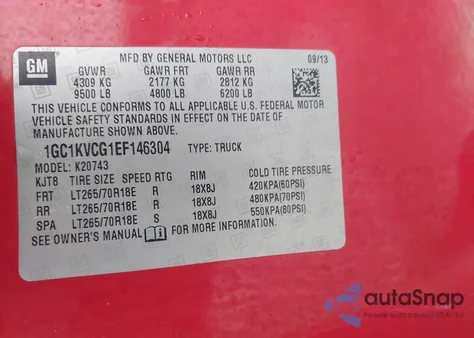 GM
MFD BY GENERAL MOTORS LLC
09/13
GVWR GAWR FRT GAWR RR
4309 KG 2177 KG 2812 KG
9500 LB 4800 LB 6200 LB
THIS VEHICLE CONFORMS TO ALL APPLICABLE U.S. FEDERAL MOTOR
VEHICLE SAFETY STANDARDS IN EFFECT ON THE DATE OF
MANUFACTURE SHOWN ABOVE.
1GC1KVCG1EF146304 TYPE: TRUCK
MODEL: K20743
KJT8 TIRE SIZE SPEED RTG RIM COLD TIRE PRESSURE
FRT LT265/70R18E R 18X8J 420KPA(60PSI)
RR LT265/70R18E R 18X8J 480KPA(70PSI)
SPA LT265/70R18E S 18X8J 550KPA(80PSI)
SEE OWNER'S MANUAL FOR MORE INFORMATION
autoSnap